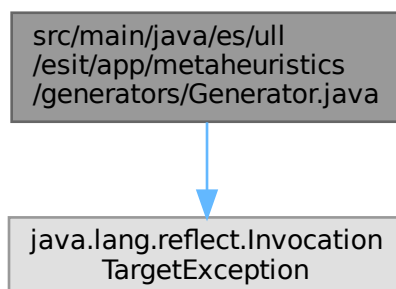 src/main/java/es/ull
/esit/app/metaheuristics
/generators/Generator.java
java.lang.reflect.Invocation
TargetException